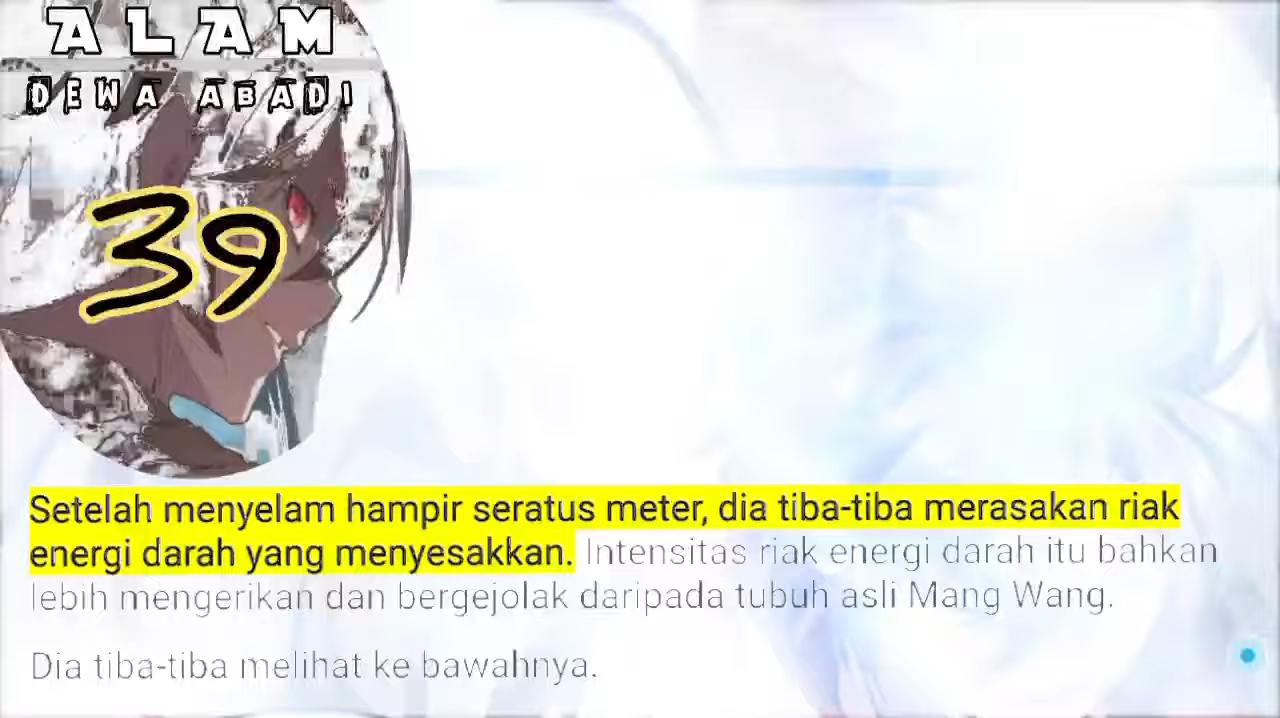 ALAM
DEWA ABADI
39
Setelah menyelam hampir seratus meter, dia tiba-tiba merasakan riak
energi darah yang menyesakkan. Intensitas riak energi darah itu bahkan
lebih mengerikan dan bergejolak daripada tubuh asli Mang Wang.
Dia tiba-tiba melihat ke bawahnya.